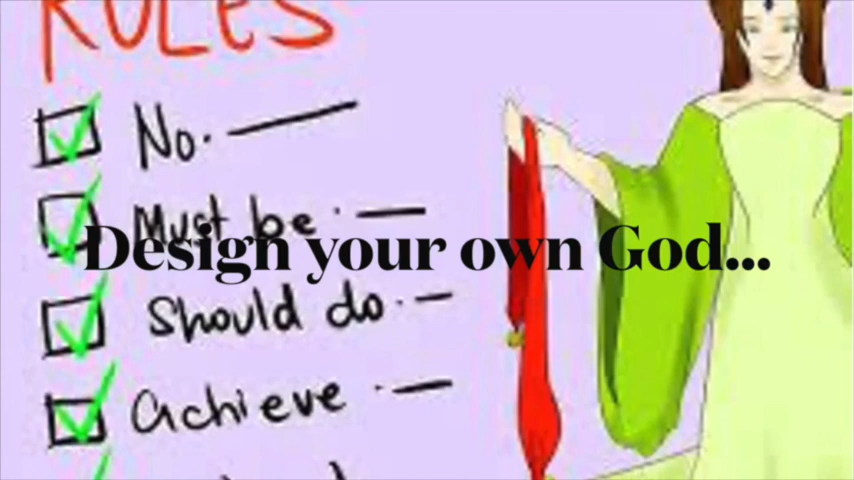 RULES
No.
Must be.
Design your own God...
Should do.
achieve